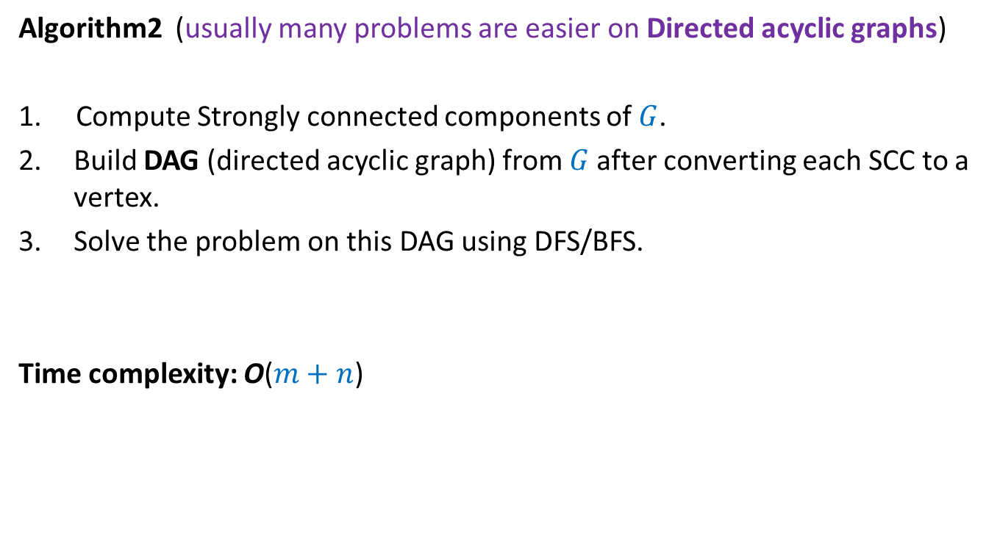 Algorithm2 (usually many problems are easier on Directed acyclic graphs)
1. Compute Strongly connected components of G.
2. Build DAG (directed acyclic graph) from G after converting each SCC to a
vertex.
3. Solve the problem on this DAG using DFS/BFS.
Time complexity: O(m + n)